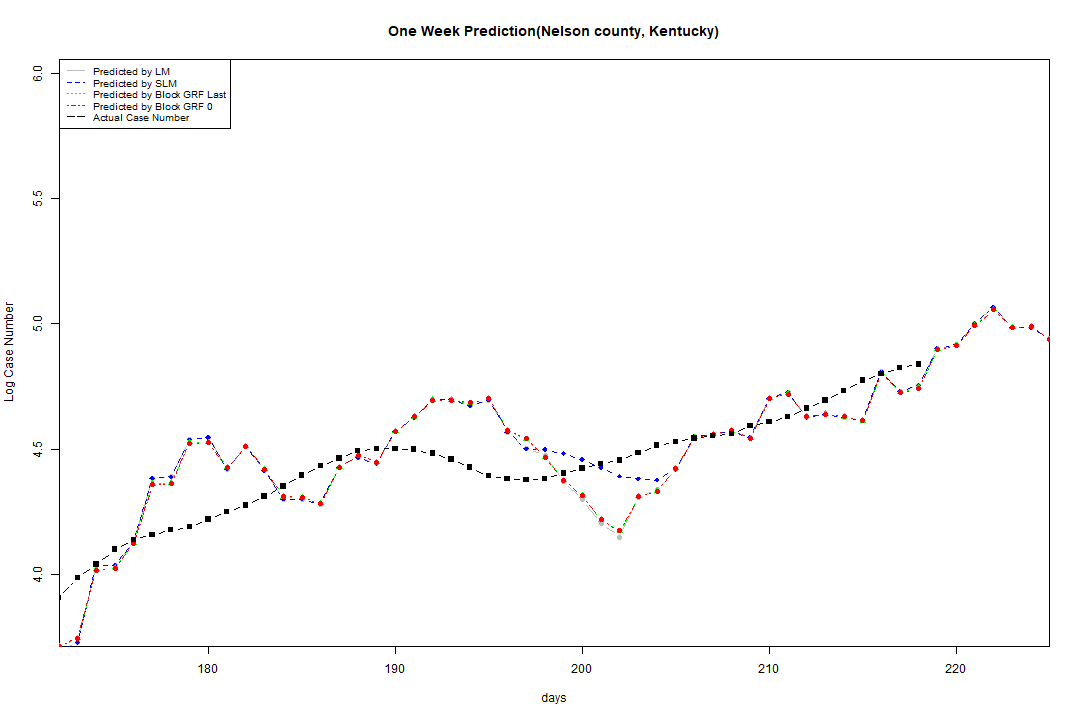 One Week Prediction(Nelson county, Kentucky)
Predicted by LM
Predicted by SLM
Predicted by Block GRF Last
Predicted by Block GRF 0
Actual Case Number
6.0
5.5
5.0
4.5
4.0
Log Case Number
180 190 200 210 220
days